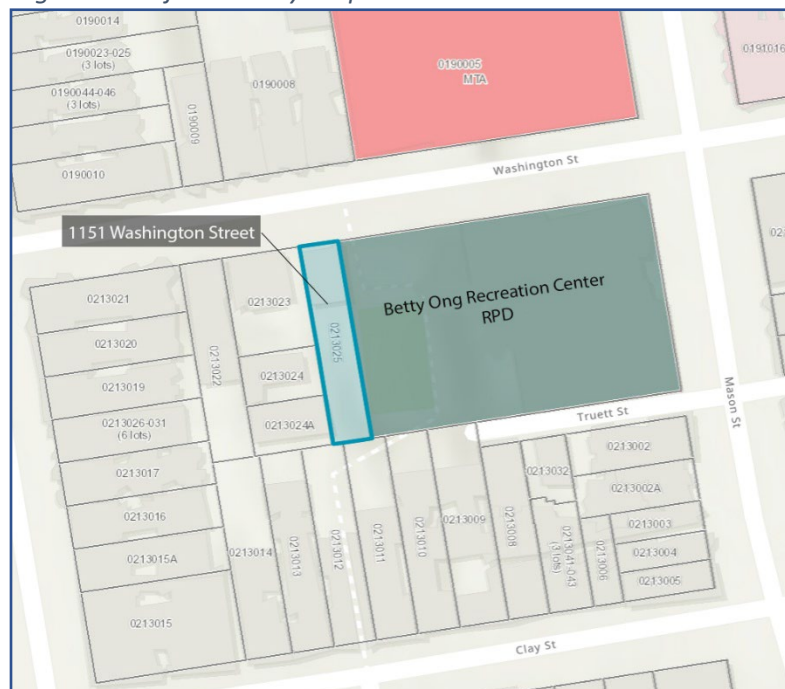 0190014
0190023-025
(3 lots)
0190044-046
(3 lots)
0190010
0190009
0190008
0190005
MTA
0191016
Washington St
1151 Washington Street
0213021
0213020
0213019
0213026-031
(6 lots)
0213017
0213016
0213015A
0213015
0213022
0213023
0213024
0213024A
0213025
Betty Ong Recreation Center
RPD
Mason St
Truett St
0213014
0213013
0213012
0213011
0213010
0213009
0213008
0213032
0213041-043
(3 lots)
0213006
0213002
0213002A
0213003
0213004
0213005
Clay St